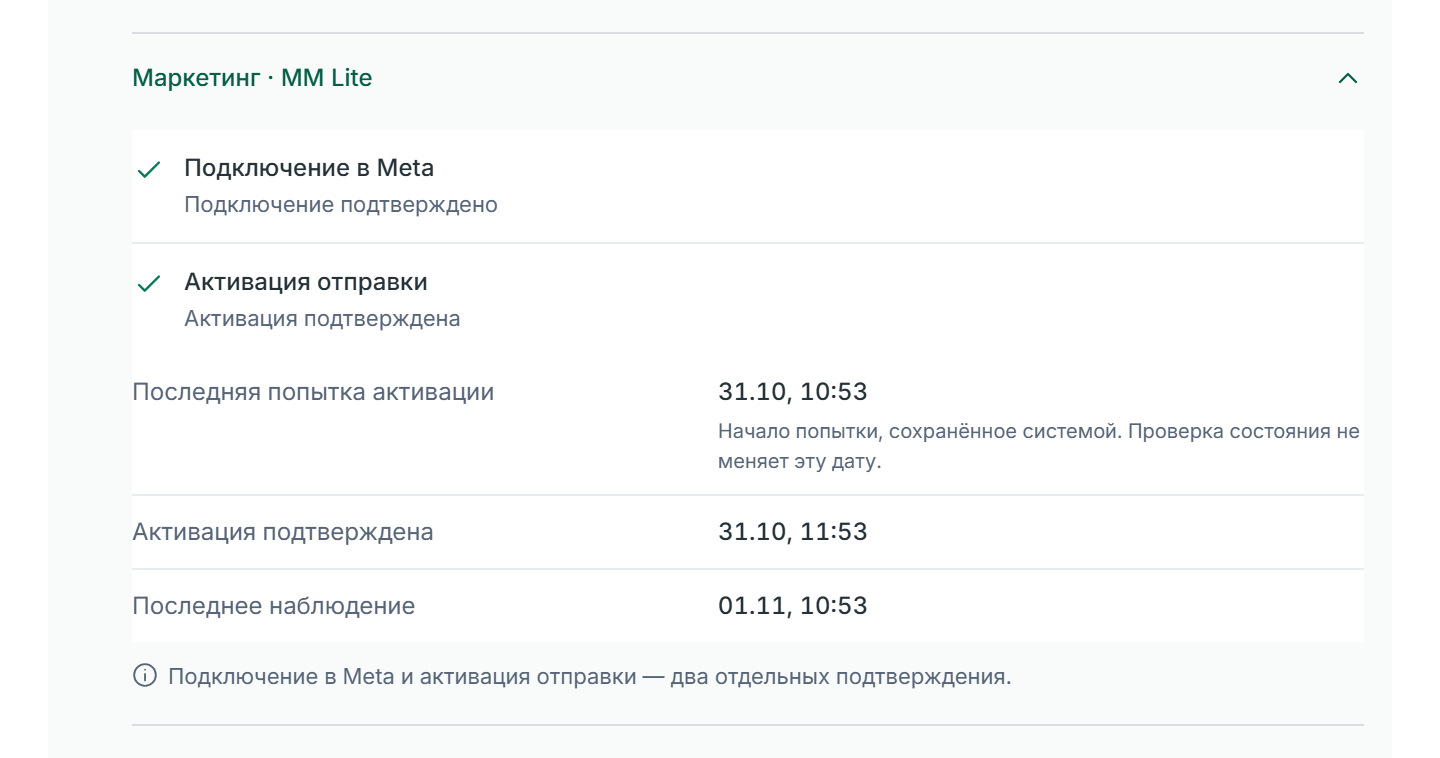 Маркетинг · MM Lite
Подключение в Meta
Подключение подтверждено
Активация отправки
Активация подтверждена
Последняя попытка активации
31.10, 10:53
Начало попытки, сохранённое системой. Проверка состояния не
меняет эту дату.
Активация подтверждена
31.10, 11:53
Последнее наблюдение
01.11, 10:53
Подключение в Meta и активация отправки — два отдельных подтверждения.